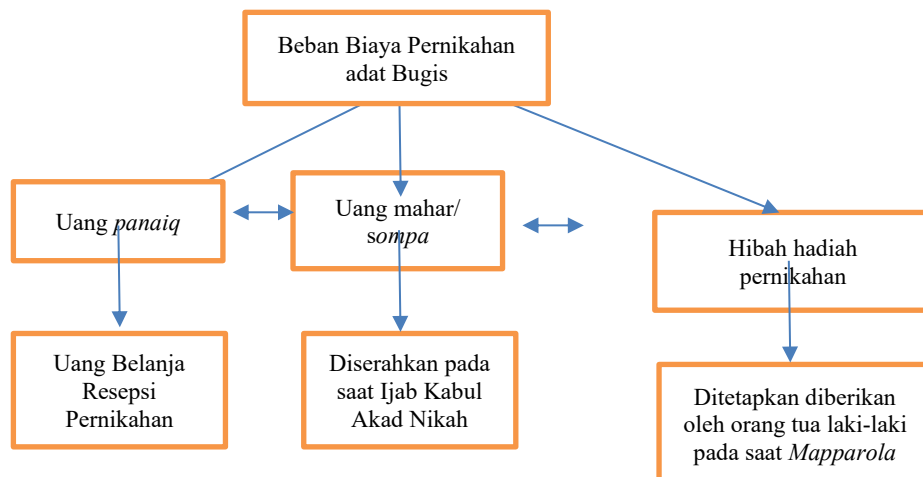 Beban Biaya Pernikahan
adat Bugis
Uang panaiq
Uang mahar/
sompa
Hibah hadiah
pernikahan
Uang Belanja
Resepsi
Pernikahan
Diserahkan pada
saat Ijab Kabul
Akad Nikah
Ditetapkan diberikan
oleh orang tua laki-laki
pada saat Mapparola